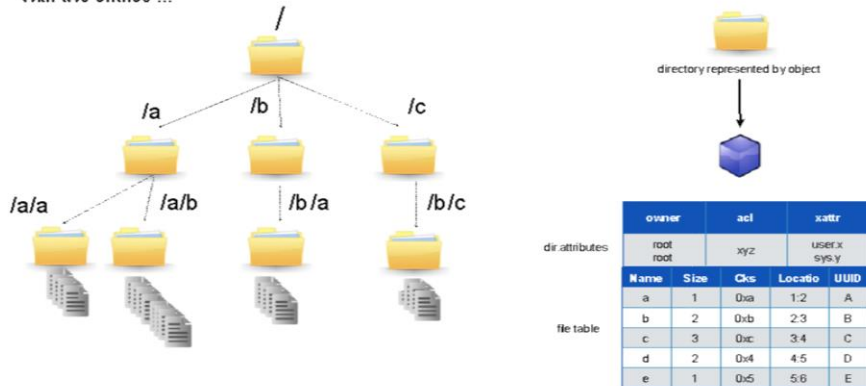 /
/a
/b
/c
/a/a
/a/b
/b/a
/b/c
directory represented by object
dir.attributes
owner acl xattr
root xyz user.x
root sys.y
file table
Name Size Cks Locatio UUID
a 1 0xa 1:2 A
b 2 0xb 2:3 B
c 3 0xc 3:4 C
d 2 0x4 4:5 D
e 1 0x5 5:6 E